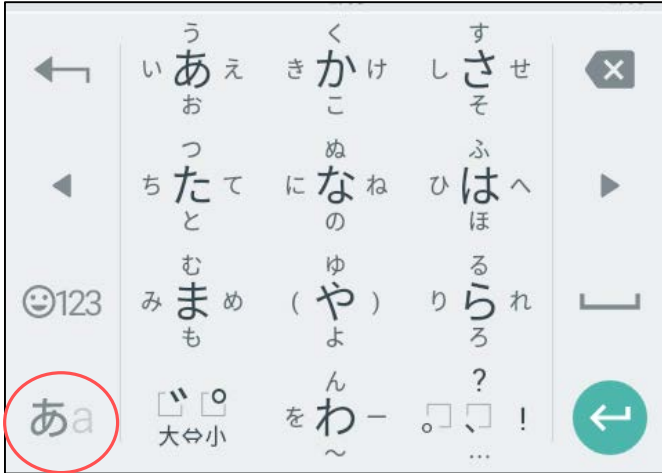 う く す
い あ え き か け し さ せ
お こ そ
つ ぬ ふ
ち た て に な ね ひ は へ
と の ほ
む ゆ る
☺123 み ま め ( や ) り ら れ
も よ ろ
ん ?
あa ゛ ゜ を わ ー 。 、 !
大⇔小 〜 …